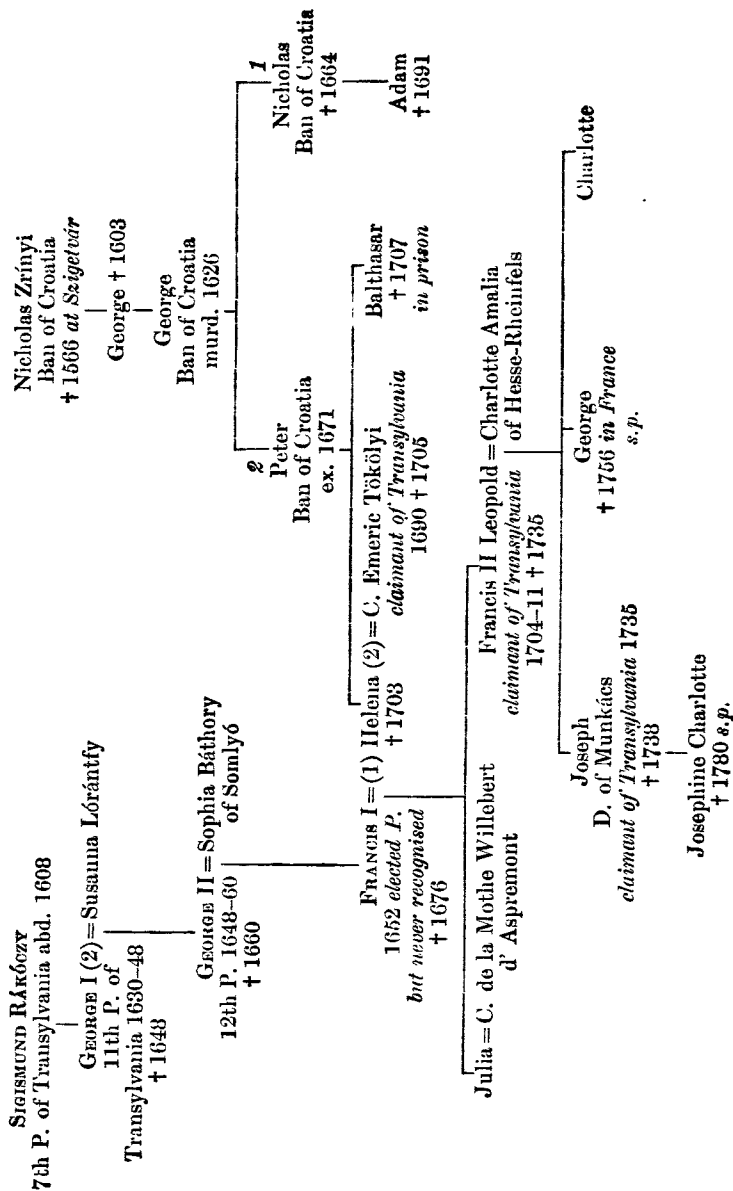 SIGISMUND RÁKÓCZY
7th P. of Transylvania abd. 1608
GEORGE I (2)=Susanna Lórántfy
11th P. of
Transylvania 1630–48
† 1648
GEORGE II=Sophia Báthory
12th P. 1648–60 of Somlyó
† 1660
Nicholas Zrínyi
Ban of Croatia
† 1566 at Szigetvár
George † 1603
George
Ban of Croatia
murd. 1626
2
Peter
Ban of Croatia
ex. 1671
1
Nicholas
Ban of Croatia
† 1664
Adam
† 1691
FRANCIS I=(1) Helena (2)=C. Emeric Tökölyi
1652 elected P. † 1703 claimant of Transylvania
but never recognised 1690 † 1705
† 1676
Balthasar
† 1707
in prison
Julia=C. de la Mothe Willebert
d' Aspremont
Francis II Leopold=Charlotte Amalia
claimant of Transylvania of Hesse-Rheinfels
1704–11 † 1735
Joseph
D. of Munkács
claimant of Transylvania 1735
† 1738
George
† 1756 in France
s.p.
Charlotte
Josephine Charlotte
† 1780 s.p.